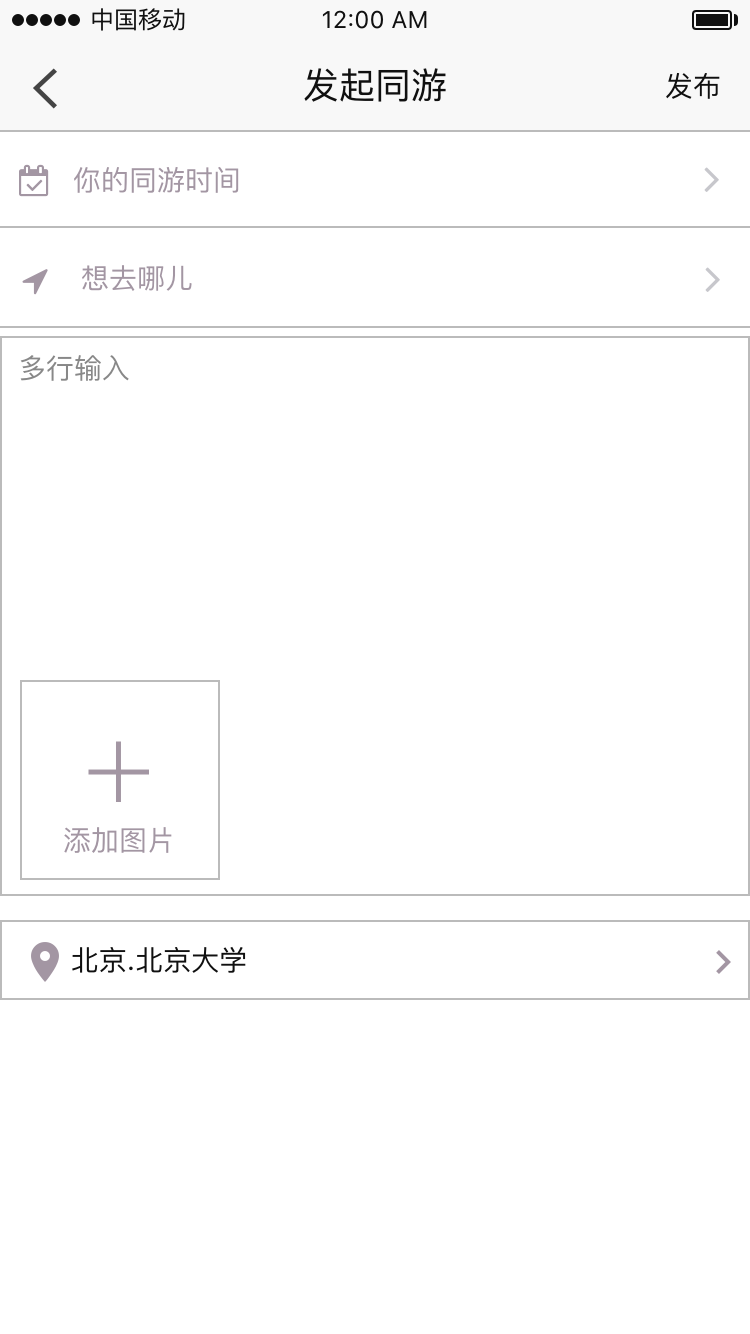 中国移动 12:00 AM
发起同游 发布
你的同游时间
想去哪儿
多行输入
添加图片
北京.北京大学